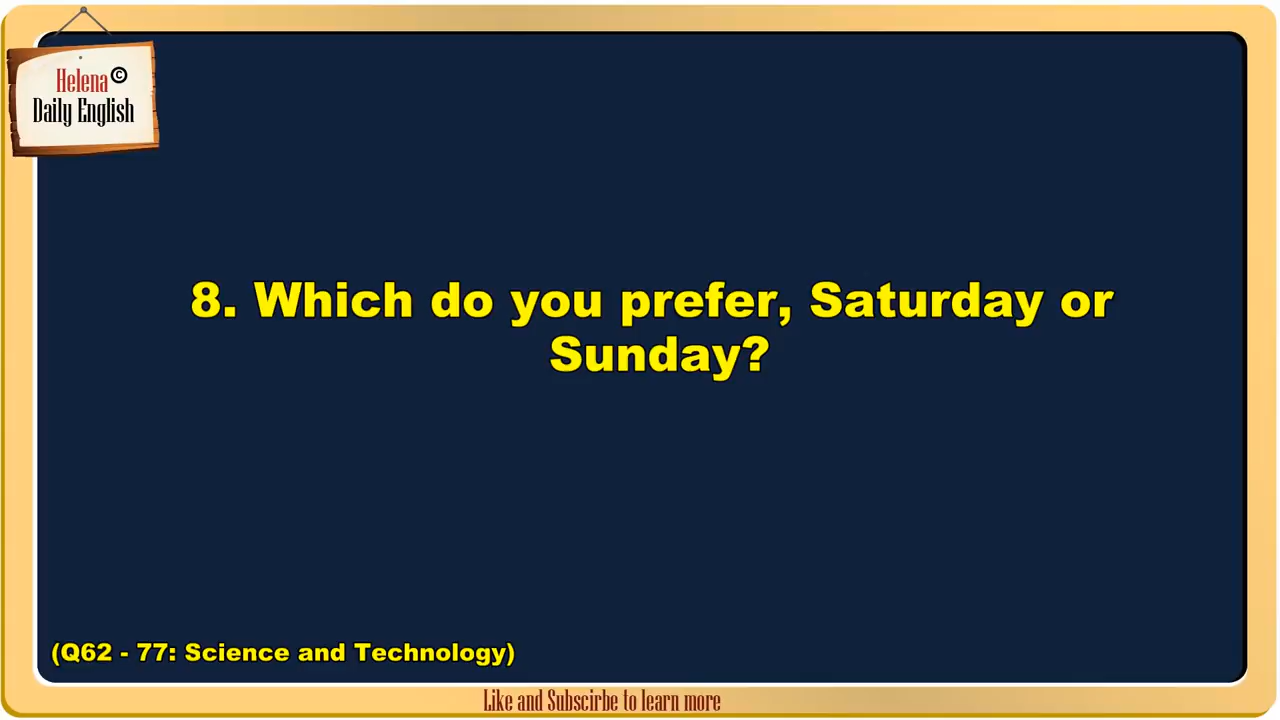 Helena ©
Daily English
8. Which do you prefer, Saturday or
Sunday?
(Q62 - 77: Science and Technology)
Like and Subscirbe to learn more